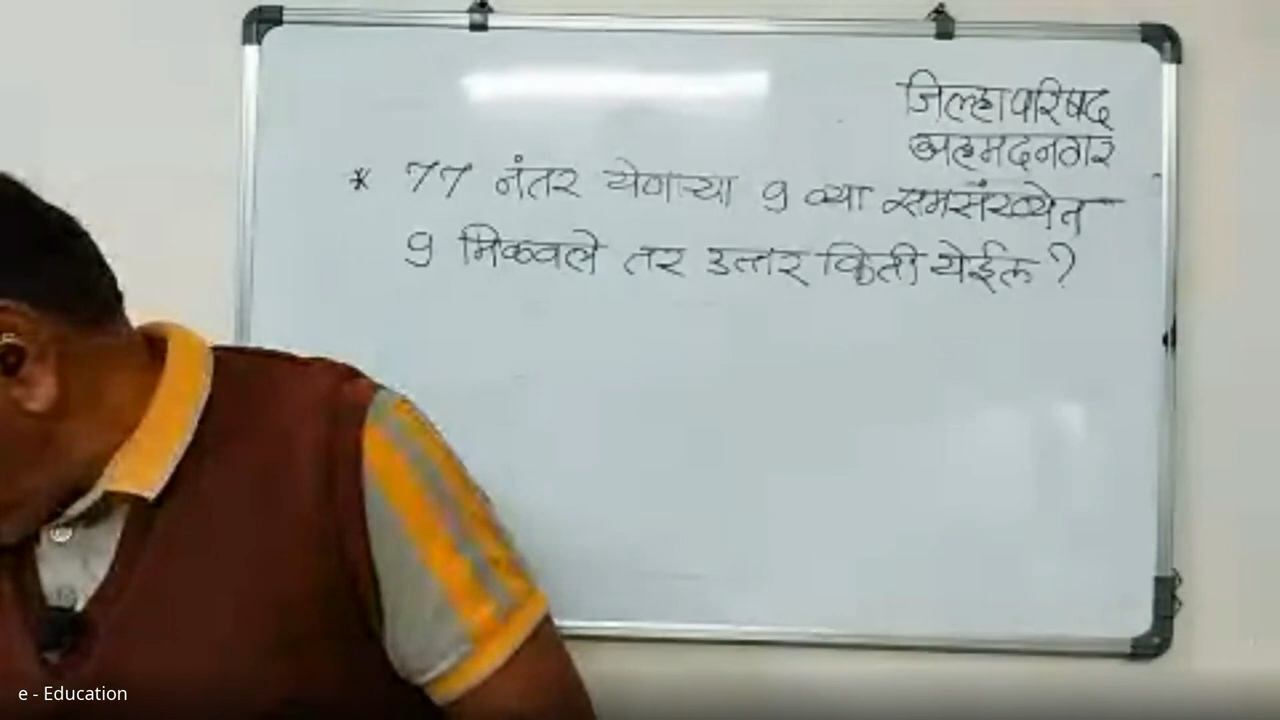 जिल्हा परिषद
अहमदनगर
* 77 नंतर येणाऱ्या 9 व्या समसंख्येत
9 मिळवले तर उत्तर किती येईल ?
e - Education